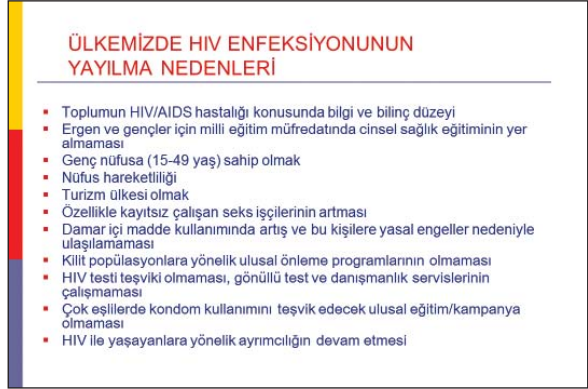 ÜLKEMİZDE HIV ENFEKSİYONUNUN
YAYILMA NEDENLERİ
▪ Toplumun HIV/AIDS hastalığı konusunda bilgi ve bilinç düzeyi
▪ Ergen ve gençler için milli eğitim müfredatında cinsel sağlık eğitiminin yer
almaması
▪ Genç nüfusa (15-49 yaş) sahip olmak
▪ Nüfus hareketliliği
▪ Turizm ülkesi olmak
▪ Özellikle kayıtsız çalışan seks işçilerinin artması
▪ Damar içi madde kullanımında artış ve bu kişilere yasal engeller nedeniyle
ulaşılamaması
▪ Kilit popülasyonlara yönelik ulusal önleme programlarının olmaması
▪ HIV testi teşviki olmaması, gönüllü test ve danışmanlık servislerinin
çalışmaması
▪ Çok eşlilerde kondom kullanımını teşvik edecek ulusal eğitim/kampanya
olmaması
▪ HIV ile yaşayanlara yönelik ayrımcılığın devam etmesi